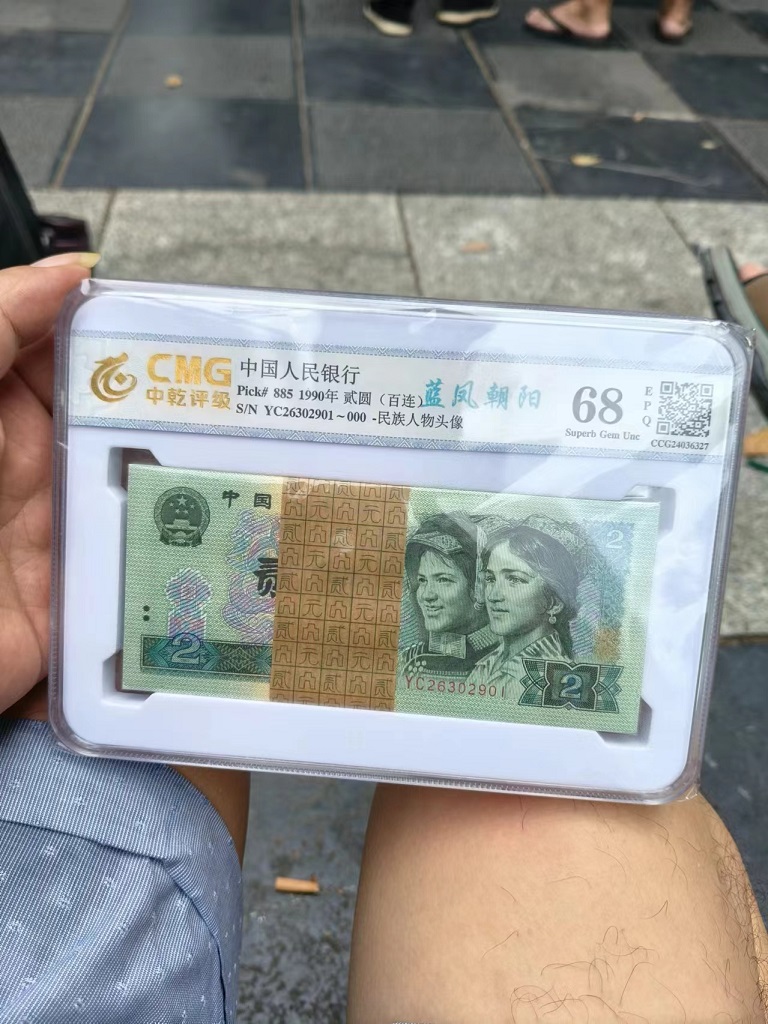 CMG
中乾评级
中国人民银行
Pick# 885 1990年 贰圆（百连）
S/N YC26302901~000 -民族人物头像
蓝凤朝阳
68
Superb Gem Unc
EPQ
CCG24036327
中国
贰
2
2
2
YC26302901